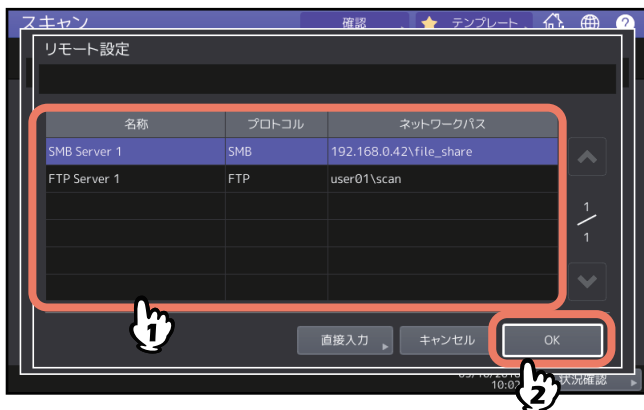 スキャン 確認 テンプレート
リモート設定
名称 プロトコル ネットワークパス
SMB Server 1 SMB 192.168.0.42\file_share
FTP Server 1 FTP user01\scan
1
1
1
直接入力 キャンセル OK
2
状況確認